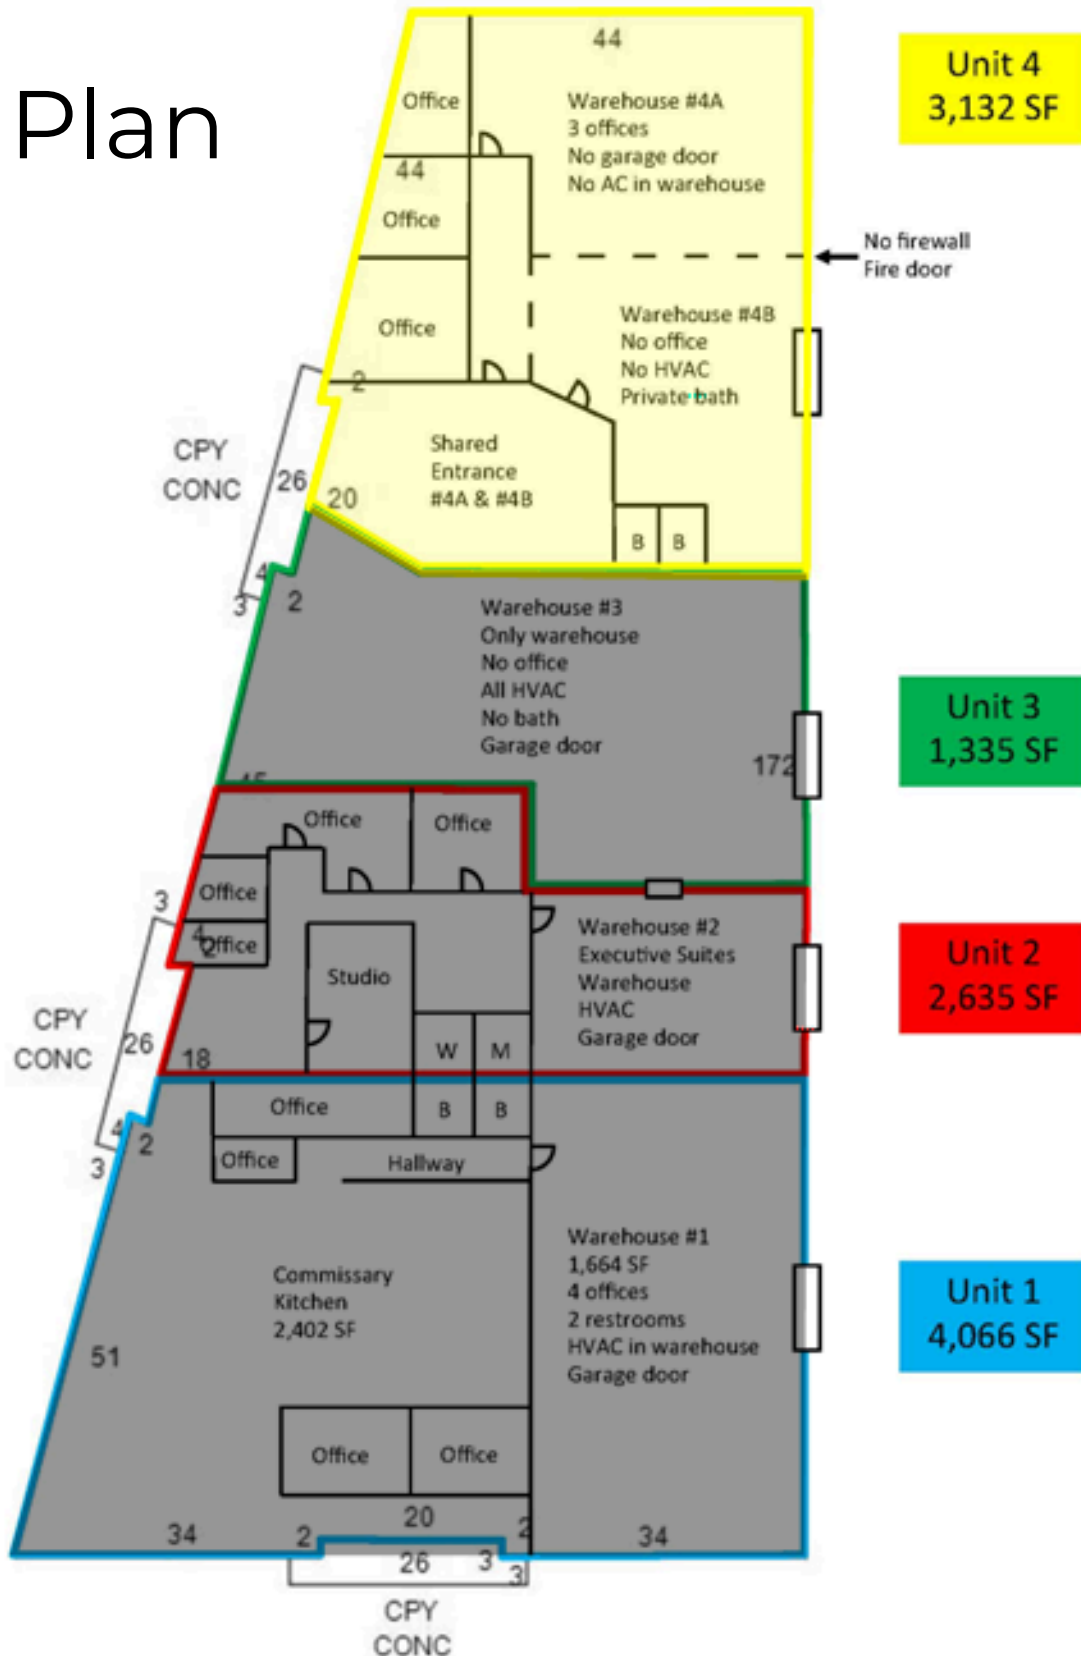 Plan
44
Unit 4
3,132 SF
Office
Warehouse #4A
3 offices
No garage door
No AC in warehouse
44
Office
No firewall
Fire door
Office
Warehouse #4B
No office
No HVAC
Private bath
2
CPY
CONC
26
20
Shared
Entrance
#4A & #4B
B
B
4
3
2
Warehouse #3
Only warehouse
No office
All HVAC
No bath
Garage door
Unit 3
1,335 SF
172
Office
Office
3
Office
4
2
Office
Warehouse #2
Executive Suites
Warehouse
HVAC
Garage door
Unit 2
2,635 SF
Studio
CPY
CONC
26
18
W
M
Office
B
B
4
2
3
Office
Hallway
Warehouse #1
1,664 SF
4 offices
2 restrooms
HVAC in warehouse
Garage door
Commissary
Kitchen
2,402 SF
Unit 1
4,066 SF
51
Office
Office
34
2
20
2
34
26
3
3
CPY
CONC